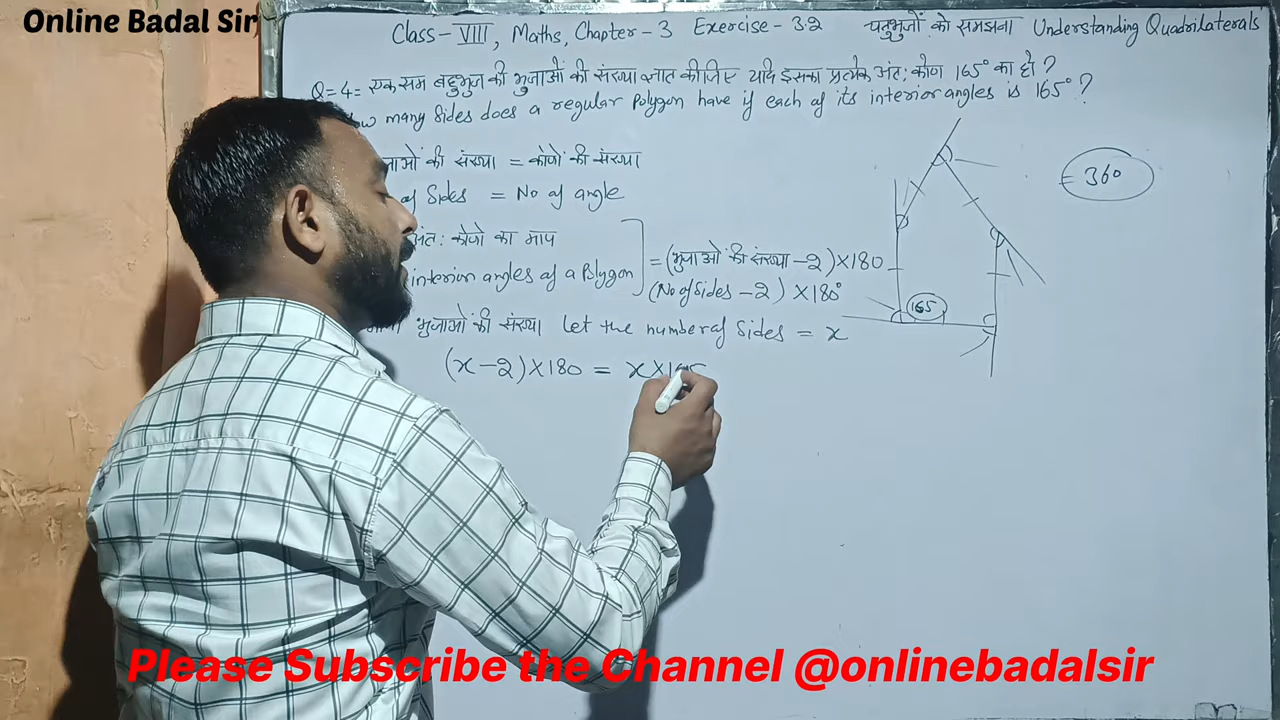 Online Badal Sir
Class-VIII, Maths, Chapter-3 Exercise-3.2 चतुर्भुजों को समझना Understanding Quadrilaterals
Q=4= एक सम बहुभुज की भुजाओं की संख्या ज्ञात कीजिए यदि इसका प्रत्येक अंत: कोण 165° का हो?
many Sides does a regular Polygon have if each of its interior angles is 165°?
की संख्या = कोणों की संख्या
of Sides = No of angle
कोणों का माप
interior angles of a Polygon
= (भुजाओं की संख्या -2)×180
(No of Sides -2) ×180°
भुजाओं की संख्या Let the number of Sides = x
(x-2)×180 = x×165
165
= 360
Please Subscribe the Channel @onlinebadalsir